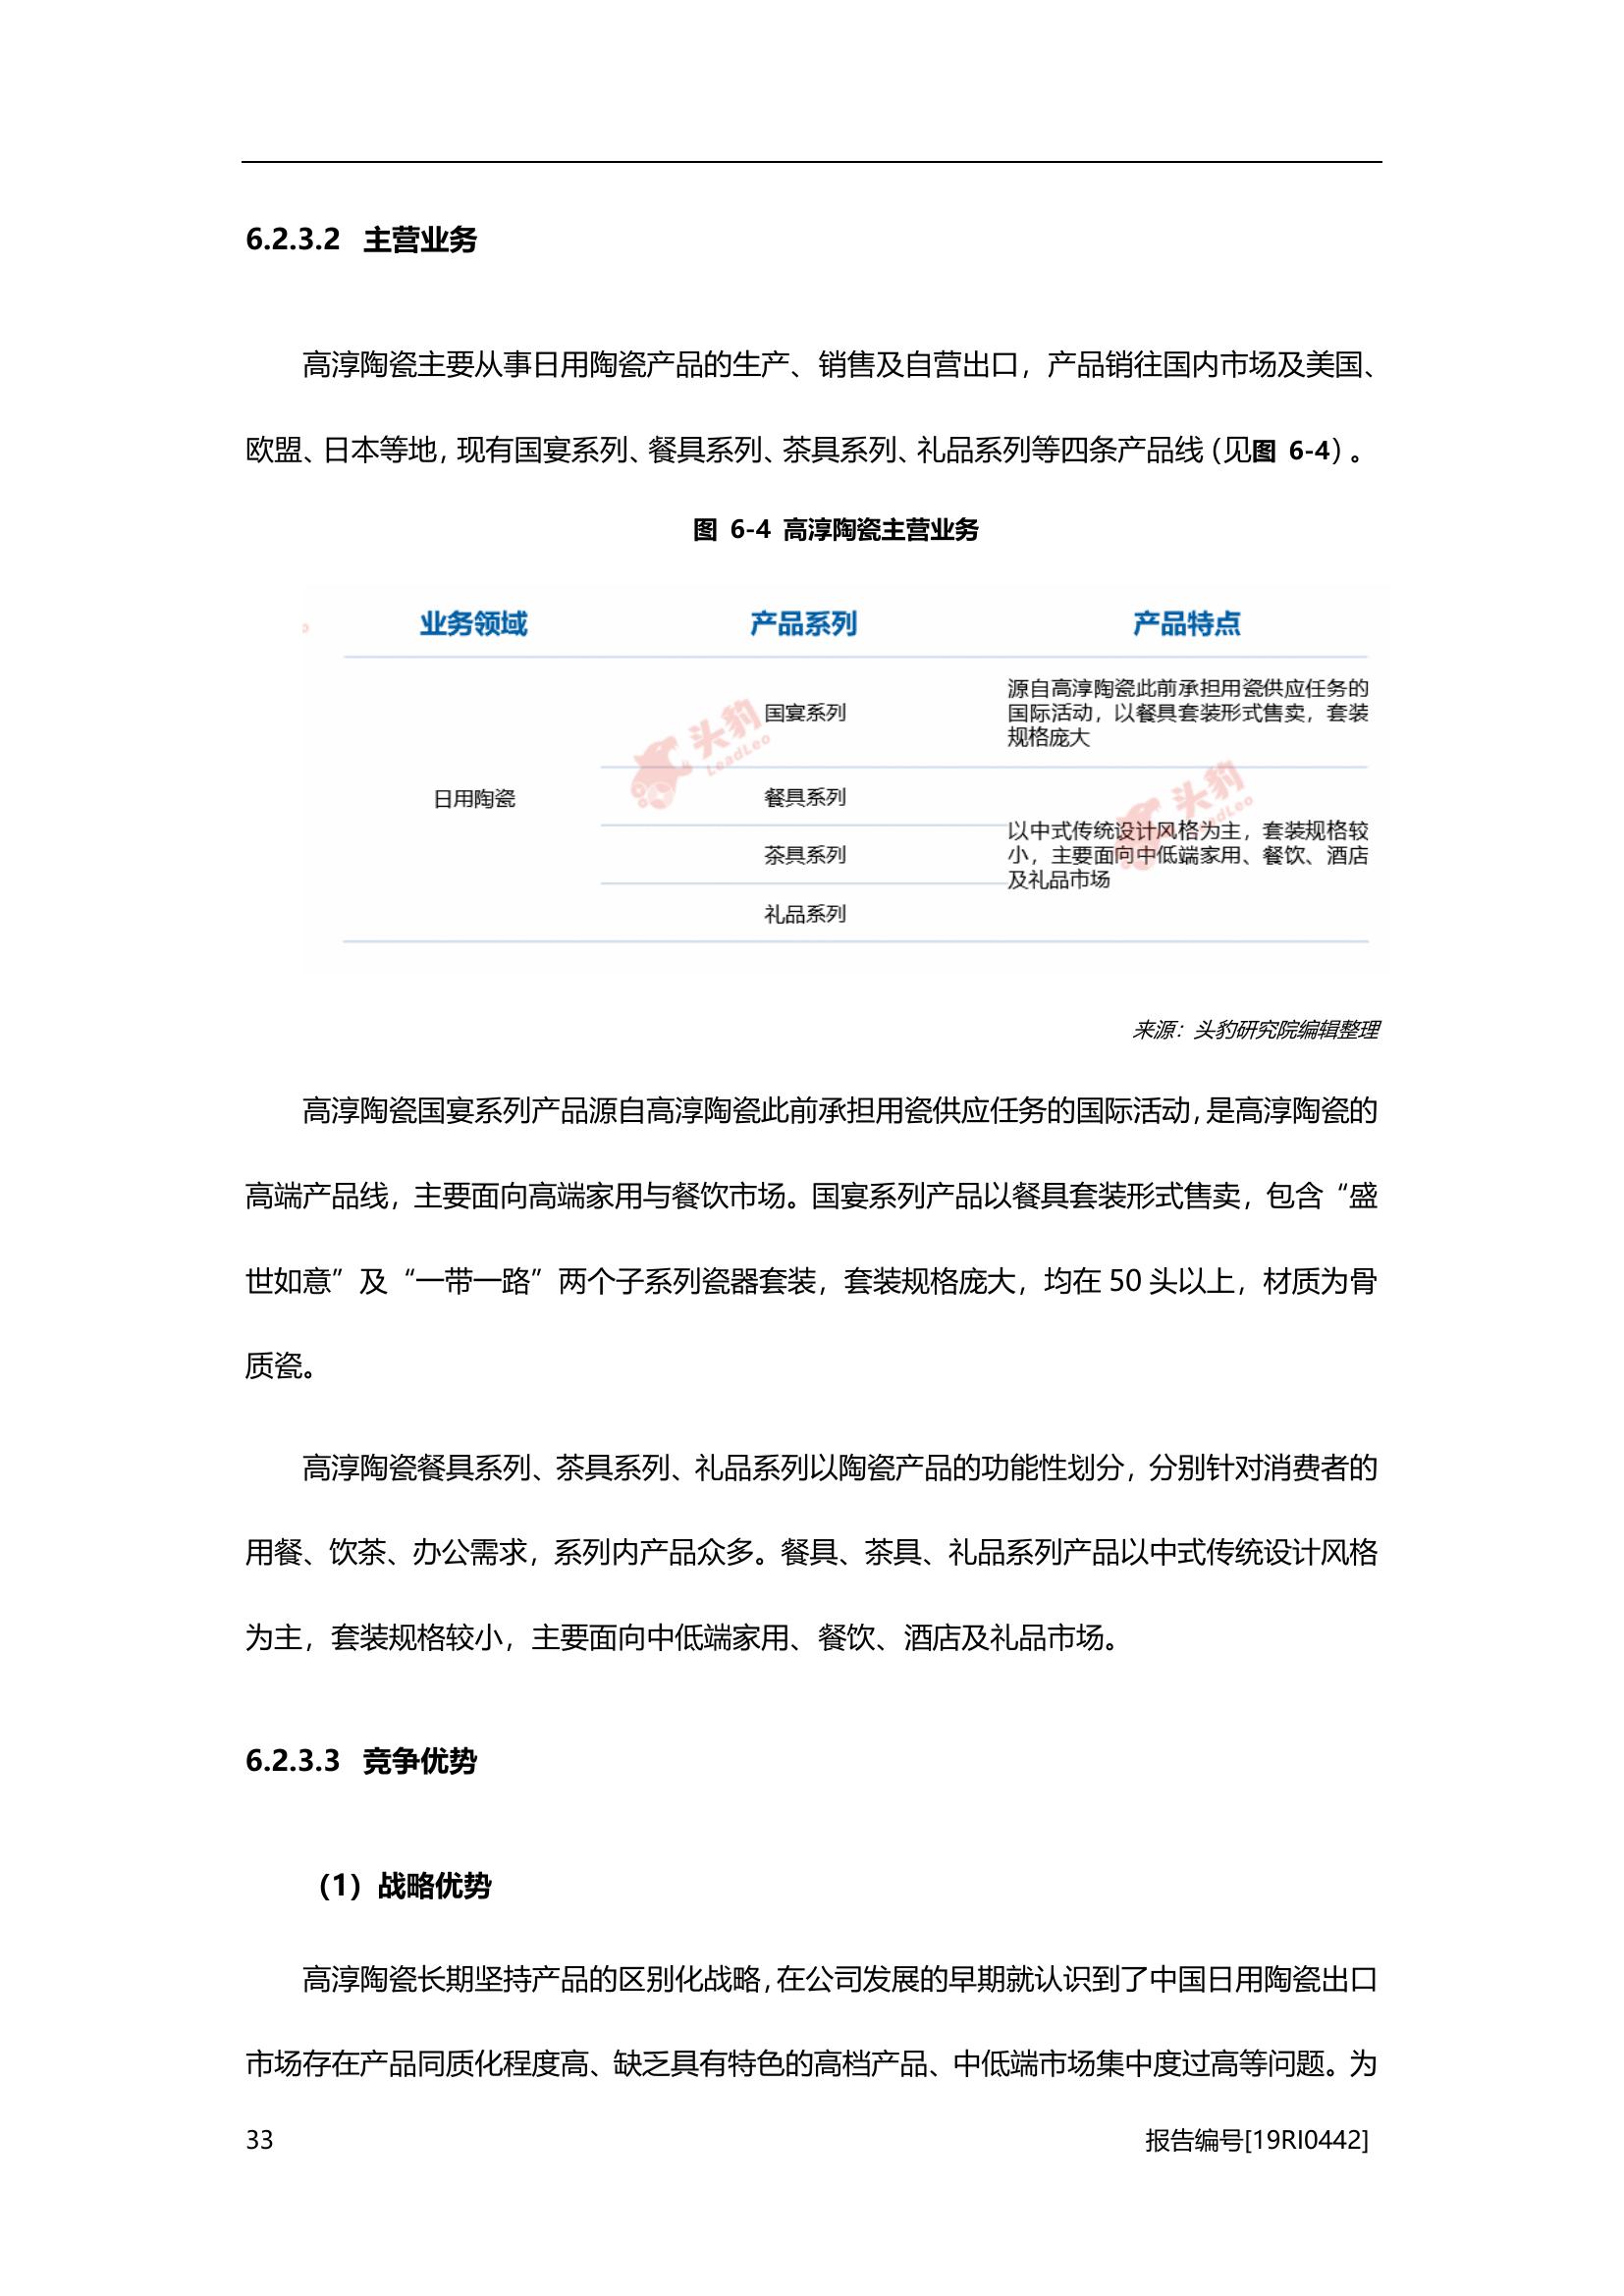 6.2.3.2 主营业务
高淳陶瓷主要从事日用陶瓷产品的生产、销售及自营出口，产品销往国内市场及美国、
欧盟、日本等地，现有国宴系列、餐具系列、茶具系列、礼品系列等四条产品线（见图 6-4）。
图 6-4 高淳陶瓷主营业务
业务领域 产品系列 产品特点
国宴系列
源自高淳陶瓷此前承担用瓷供应任务的
国际活动，以餐具套装形式售卖，套装
规格庞大
日用陶瓷
餐具系列
茶具系列
礼品系列
以中式传统设计风格为主，套装规格较
小，主要面向中低端家用、餐饮、酒店
及礼品市场
头豹
LeadLeo
头豹
LeadLeo
来源：头豹研究院编辑整理
高淳陶瓷国宴系列产品源自高淳陶瓷此前承担用瓷供应任务的国际活动，是高淳陶瓷的
高端产品线，主要面向高端家用与餐饮市场。国宴系列产品以餐具套装形式售卖，包含“盛
世如意”及“一带一路”两个子系列瓷器套装，套装规格庞大，均在 50 头以上，材质为骨
质瓷。
高淳陶瓷餐具系列、茶具系列、礼品系列以陶瓷产品的功能性划分，分别针对消费者的
用餐、饮茶、办公需求，系列内产品众多。餐具、茶具、礼品系列产品以中式传统设计风格
为主，套装规格较小，主要面向中低端家用、餐饮、酒店及礼品市场。
6.2.3.3 竞争优势
（1）战略优势
高淳陶瓷长期坚持产品的区别化战略，在公司发展的早期就认识到了中国日用陶瓷出口
市场存在产品同质化程度高、缺乏具有特色的高档产品、中低端市场集中度过高等问题。为
33 报告编号[19RI0442]